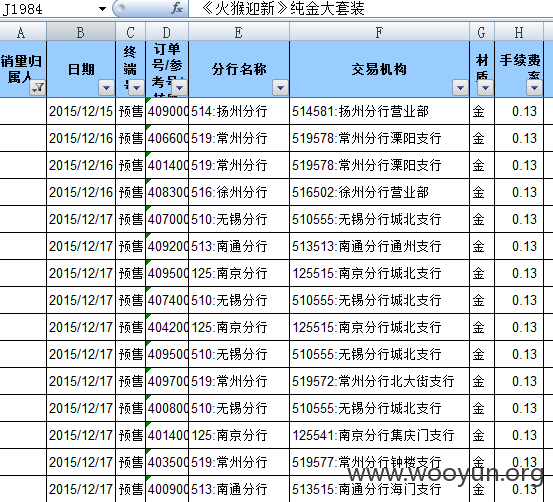 J1984 fx 《火猴迎新》纯金大套装
A B C D E F G H
销量归属人 日期 终端 订单号/参考号/ 分行名称 交易机构 材质 手续费率
2015/12/15 预售 409000 514:扬州分行 514581:扬州分行营业部 金 0.13
2015/12/16 预售 406600 519:常州分行 519578:常州分行溧阳支行 金 0.13
2015/12/16 预售 401400 519:常州分行 519578:常州分行溧阳支行 金 0.13
2015/12/16 预售 408300 516:徐州分行 516502:徐州分行营业部 金 0.13
2015/12/17 预售 407000 510:无锡分行 510555:无锡分行城北支行 金 0.13
2015/12/17 预售 409200 513:南通分行 513513:南通分行通州支行 金 0.13
2015/12/17 预售 409500 125:南京分行 125515:南京分行城北支行 金 0.13
2015/12/17 预售 407400 510:无锡分行 510555:无锡分行城北支行 金 0.13
2015/12/17 预售 404200 125:南京分行 125515:南京分行城北支行 金 0.13
2015/12/17 预售 409500 510:无锡分行 510555:无锡分行城北支行 金 0.13
2015/12/17 预售 409700 519:常州分行 519572:常州分行北大街支行 金 0.13
2015/12/17 预售 400800 510:无锡分行 510555:无锡分行城北支行 金 0.13
2015/12/17 预售 401400 125:南京分行 125541:南京分行集庆门支行 金 0.13
2015/12/17 预售 403500 519:常州分行 519577:常州分行钟楼支行 金 0.13
2015/12/17 预售 400900 513:南通分行 513515:南通分行海门支行 金 0.13
www.wooyun.org